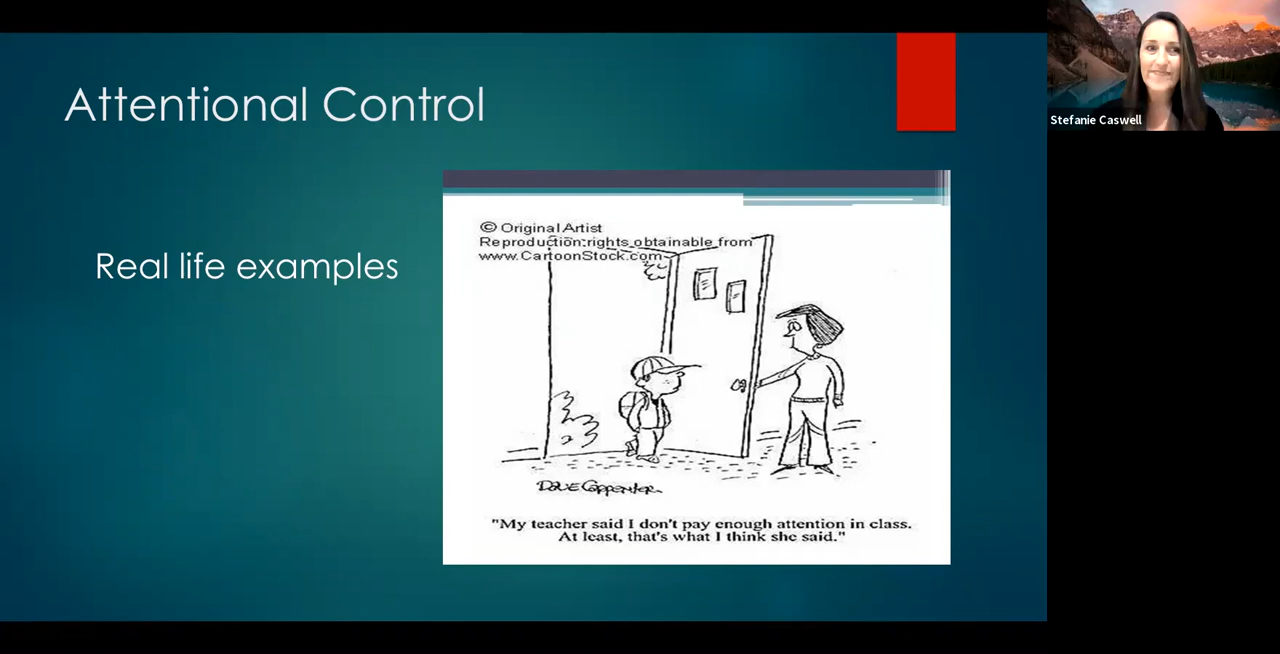 Attentional Control
Stefanie Caswell
Real life examples
© Original Artist
Reproduction rights obtainable from
www.CartoonStock.com
Dave Carpenter
"My teacher said I don't pay enough attention in class.
At least, that's what I think she said."